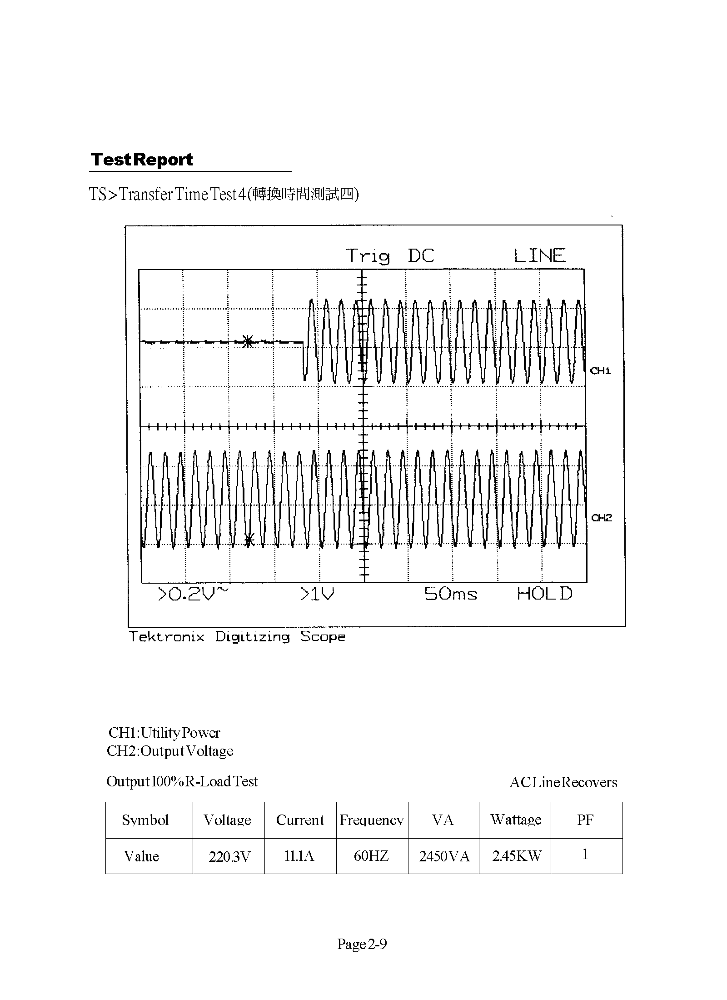 Test Report
TS>Transfer Time Test 4(轉換時間測試四)
Trig DC LINE
CH1
CH2
>0.2V~ >1V 50ms HOLD
Tektronix Digitizing Scope
CH1:Utility Power
CH2:Output Voltage
Output 100% R-Load Test AC Line Recovers
Symbol Voltage Current Frequency VA Wattage PF
Value 220.3V 11.1A 60HZ 2450VA 2.45KW 1
Page 2-9